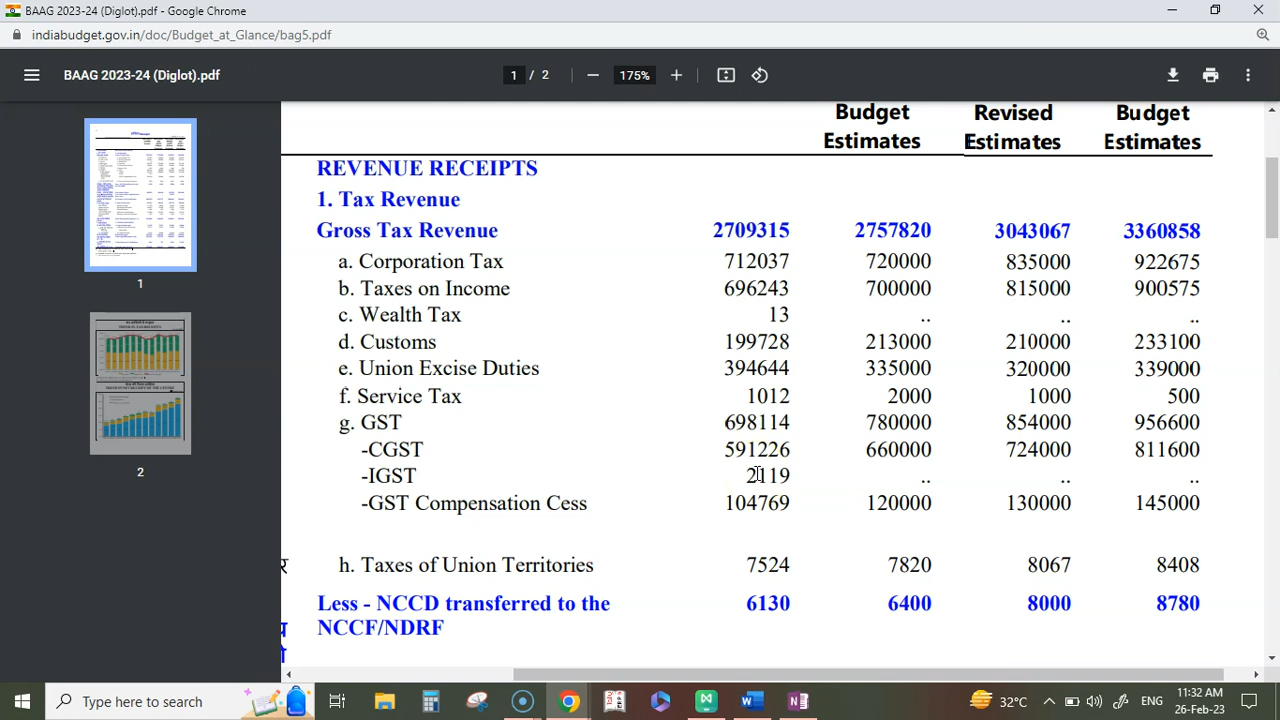 BAAG 2023-24 (Diglot).pdf - Google Chrome
indiabudget.gov.in/doc/Budget_at_Glance/bag5.pdf
BAAG 2023-24 (Diglot).pdf
1 / 2
175%
Budget Estimates Revised Estimates Budget Estimates
REVENUE RECEIPTS
1. Tax Revenue
Gross Tax Revenue 2709315 2757820 3043067 3360858
a. Corporation Tax 712037 720000 835000 922675
b. Taxes on Income 696243 700000 815000 900575
c. Wealth Tax 13 .. .. ..
d. Customs 199728 213000 210000 233100
e. Union Excise Duties 394644 335000 320000 339000
f. Service Tax 1012 2000 1000 500
g. GST 698114 780000 854000 956600
-CGST 591226 660000 724000 811600
-IGST 2119 .. .. ..
-GST Compensation Cess 104769 120000 130000 145000
h. Taxes of Union Territories 7524 7820 8067 8408
Less - NCCD transferred to the 6130 6400 8000 8780
NCCF/NDRF
1
2
Type here to search
32°C
ENG
11:32 AM
26-Feb-23